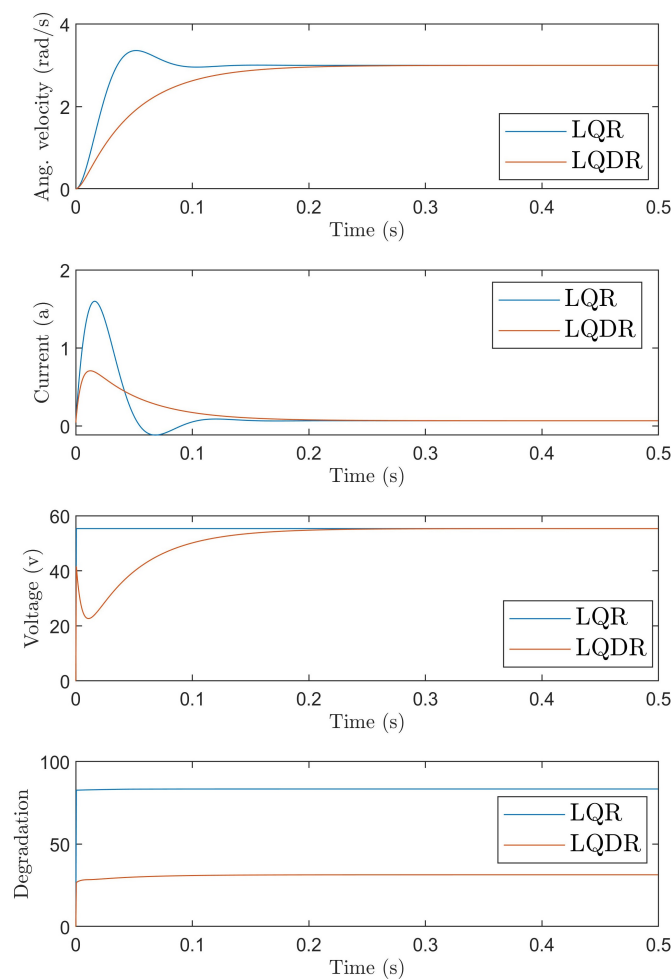 Ang. velocity (rad/s)
4
2
0
LQR
LQDR
0 0.1 0.2 0.3 0.4 0.5
Time (s)
Current (a)
2
1
0
LQR
LQDR
0 0.1 0.2 0.3 0.4 0.5
Time (s)
Voltage (v)
60
40
20
0
LQR
LQDR
0 0.1 0.2 0.3 0.4 0.5
Time (s)
Degradation
100
50
0
LQR
LQDR
0 0.1 0.2 0.3 0.4 0.5
Time (s)